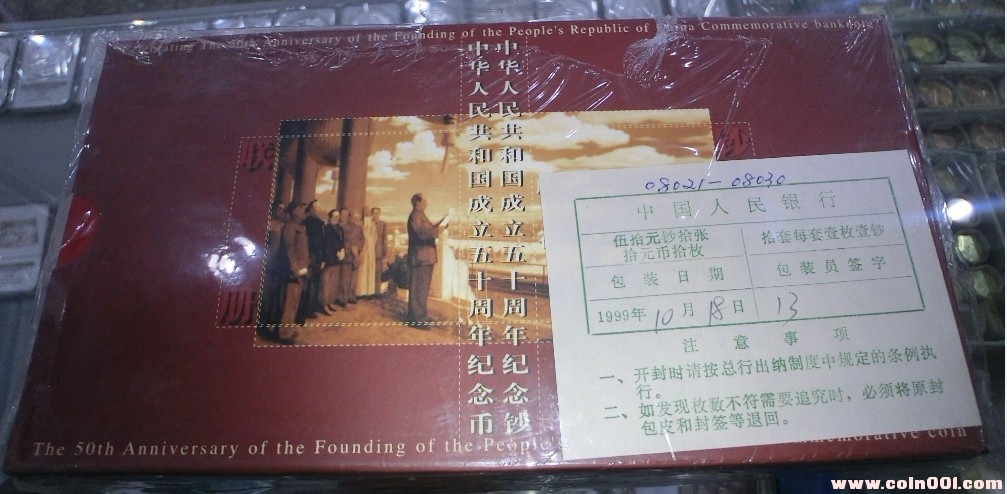 Celebrating The 50th Anniversary of the Founding of the People's Republic of China Commemorative banknote
中华人民共和国成立五十周年纪念币
中华人民共和国成立五十周年纪念钞
联
钞
册
08021-08030
中国人民银行
伍拾元钞拾张
拾元币拾枚
拾套每套壹枚壹钞
包装日期
包装员签字
1999年10月18日
13
注意事项
一、开封时请按总行出纳制度中规定的条例执
行。
二、如发现枚数不符需要追究时，必须将原封
包皮和封签等退回。
The 50th Anniversary of the Founding of the People
commemorative coin
www.coin001.com